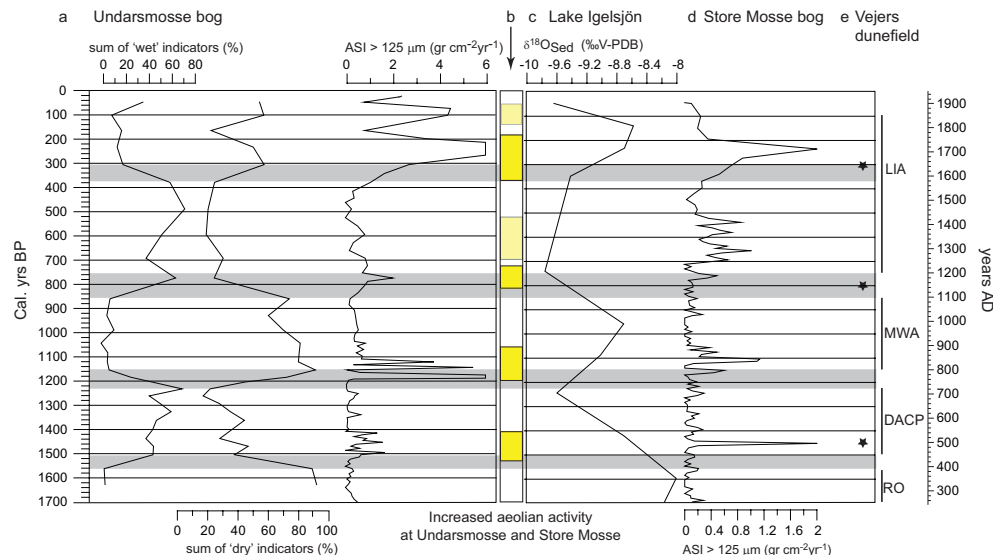 a Undarsmosse bog b c Lake Igelsjön d Store Mosse bog e Vejers
dunefield
sum of 'wet' indicators (%) ASI > 125 μm (gr cm⁻²yr⁻¹) δ¹⁸O_Sed (‰V-PDB)
0 20 40 60 80 0 2 4 6 -10 -9.6 -9.2 -8.8 -8.4 -8
Cal. yrs BP
0
100
200
300
400
500
600
700
800
900
1000
1100
1200
1300
1400
1500
1600
1700
LIA
MWA
DACP
RO
1900
1800
1700
1600
1500
1400
1300
1200
1100
1000
900
800
700
600
500
400
300
years AD
0 20 40 60 80 100
sum of 'dry' indicators (%)
Increased aeolian activity
at Undarsmosse and Store Mosse
0 0.4 0.8 1.2 1.6 2
ASI > 125 μm (gr cm⁻²yr⁻¹)